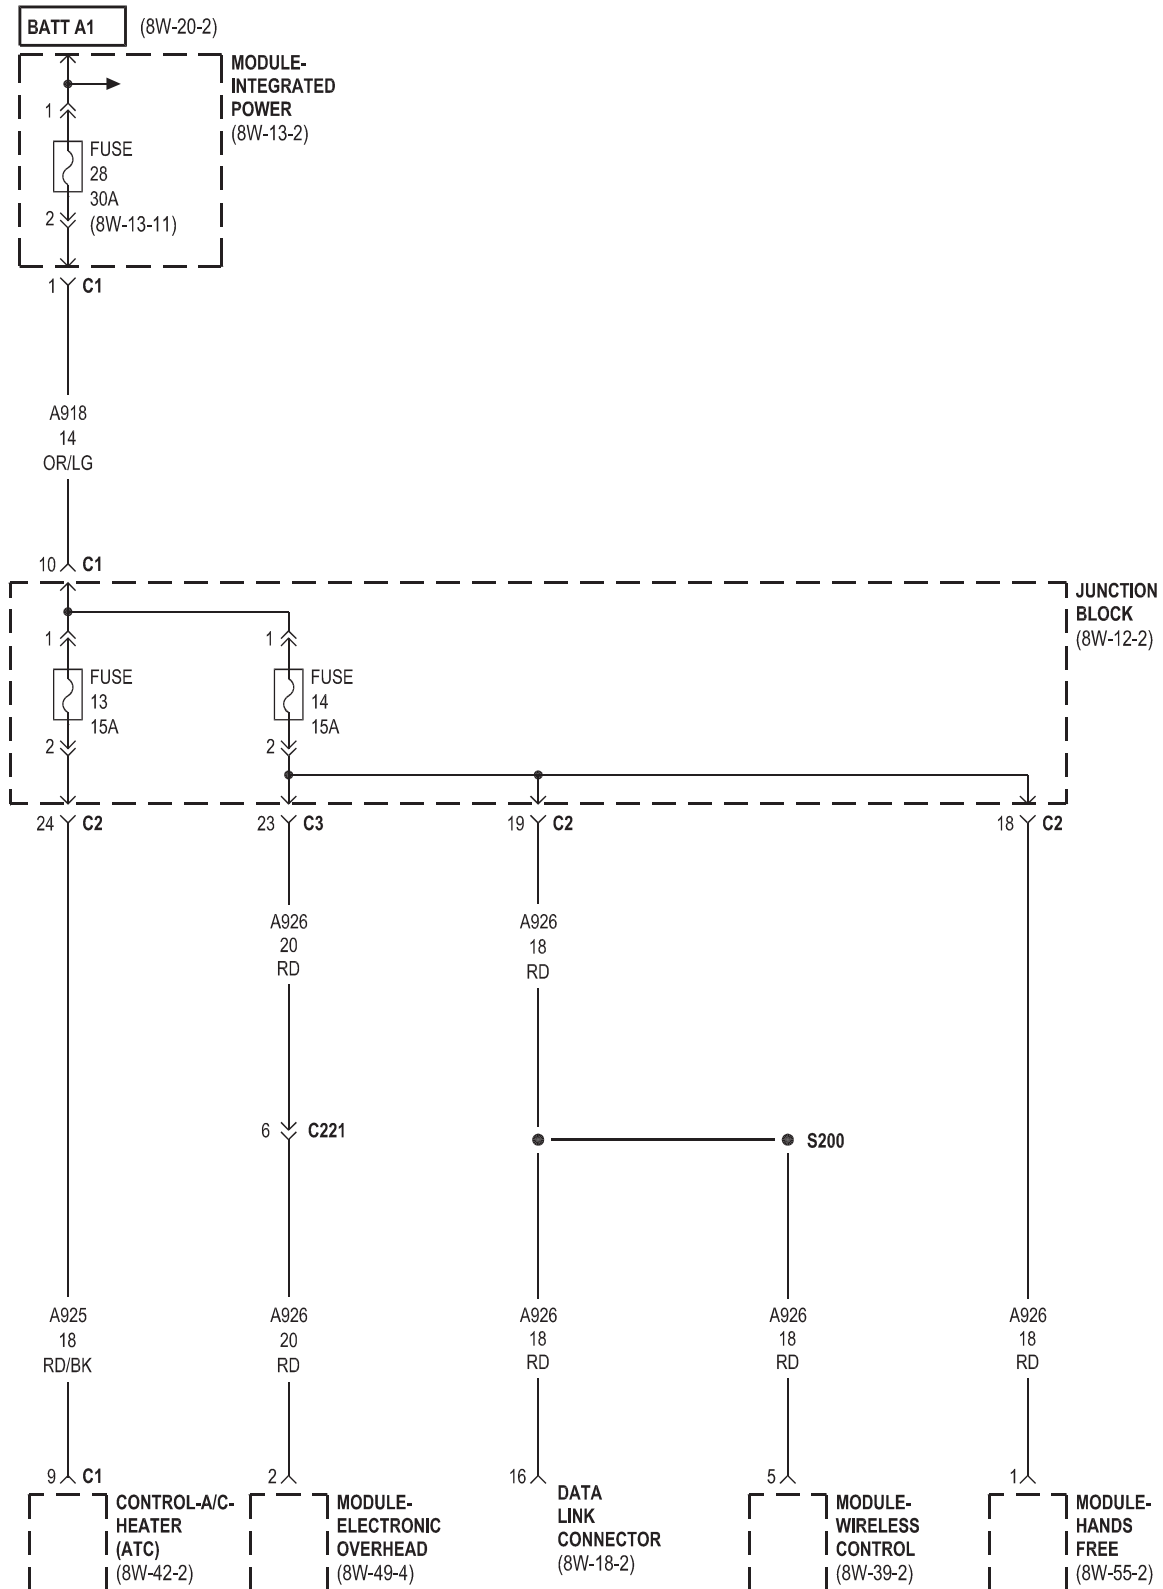 BATT A1 (8W-20-2)
MODULE-
INTEGRATED
POWER
(8W-13-2)
1
FUSE
28
30A
2
(8W-13-11)
1 C1
A918
14
OR/LG
10 C1
JUNCTION
BLOCK
(8W-12-2)
1 1
FUSE FUSE
13 14
15A 15A
2 2
24 C2 23 C3 19 C2 18 C2
A926 A926
20 18
RD RD
6 C221
S200
A925 A926 A926 A926 A926
18 20 18 18 18
RD/BK RD RD RD RD
9 C1 2 16 5 1
CONTROL-A/C-
HEATER
(ATC)
(8W-42-2)
MODULE-
ELECTRONIC
OVERHEAD
(8W-49-4)
DATA
LINK
CONNECTOR
(8W-18-2)
MODULE-
WIRELESS
CONTROL
(8W-39-2)
MODULE-
HANDS
FREE
(8W-55-2)